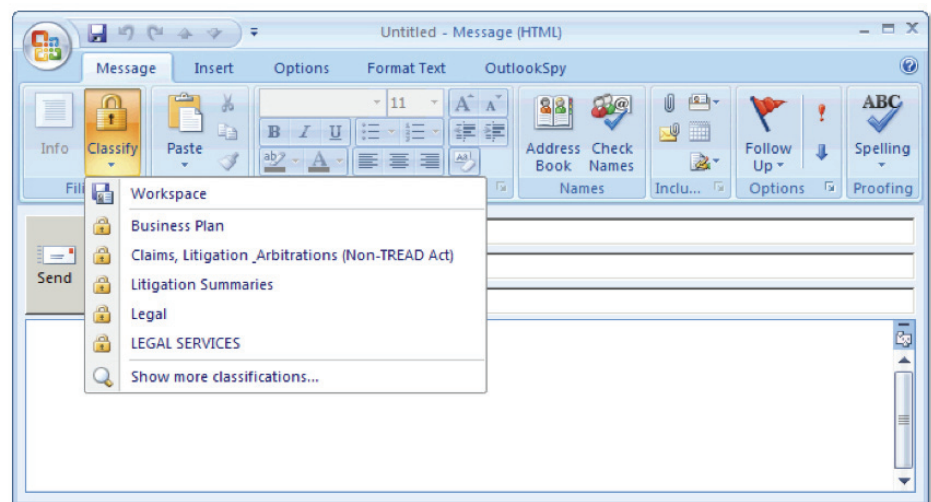 Untitled - Message (HTML)
Message Insert Options Format Text OutlookSpy
11 A A
B I U
ab A
Info Classify Paste Address Book Check Names Follow Up ABC Spelling
Names Inclu... Options Proofing
Workspace
Business Plan
Claims, Litigation _Arbitrations (Non-TREAD Act)
Send
Litigation Summaries
Legal
LEGAL SERVICES
Show more classifications...